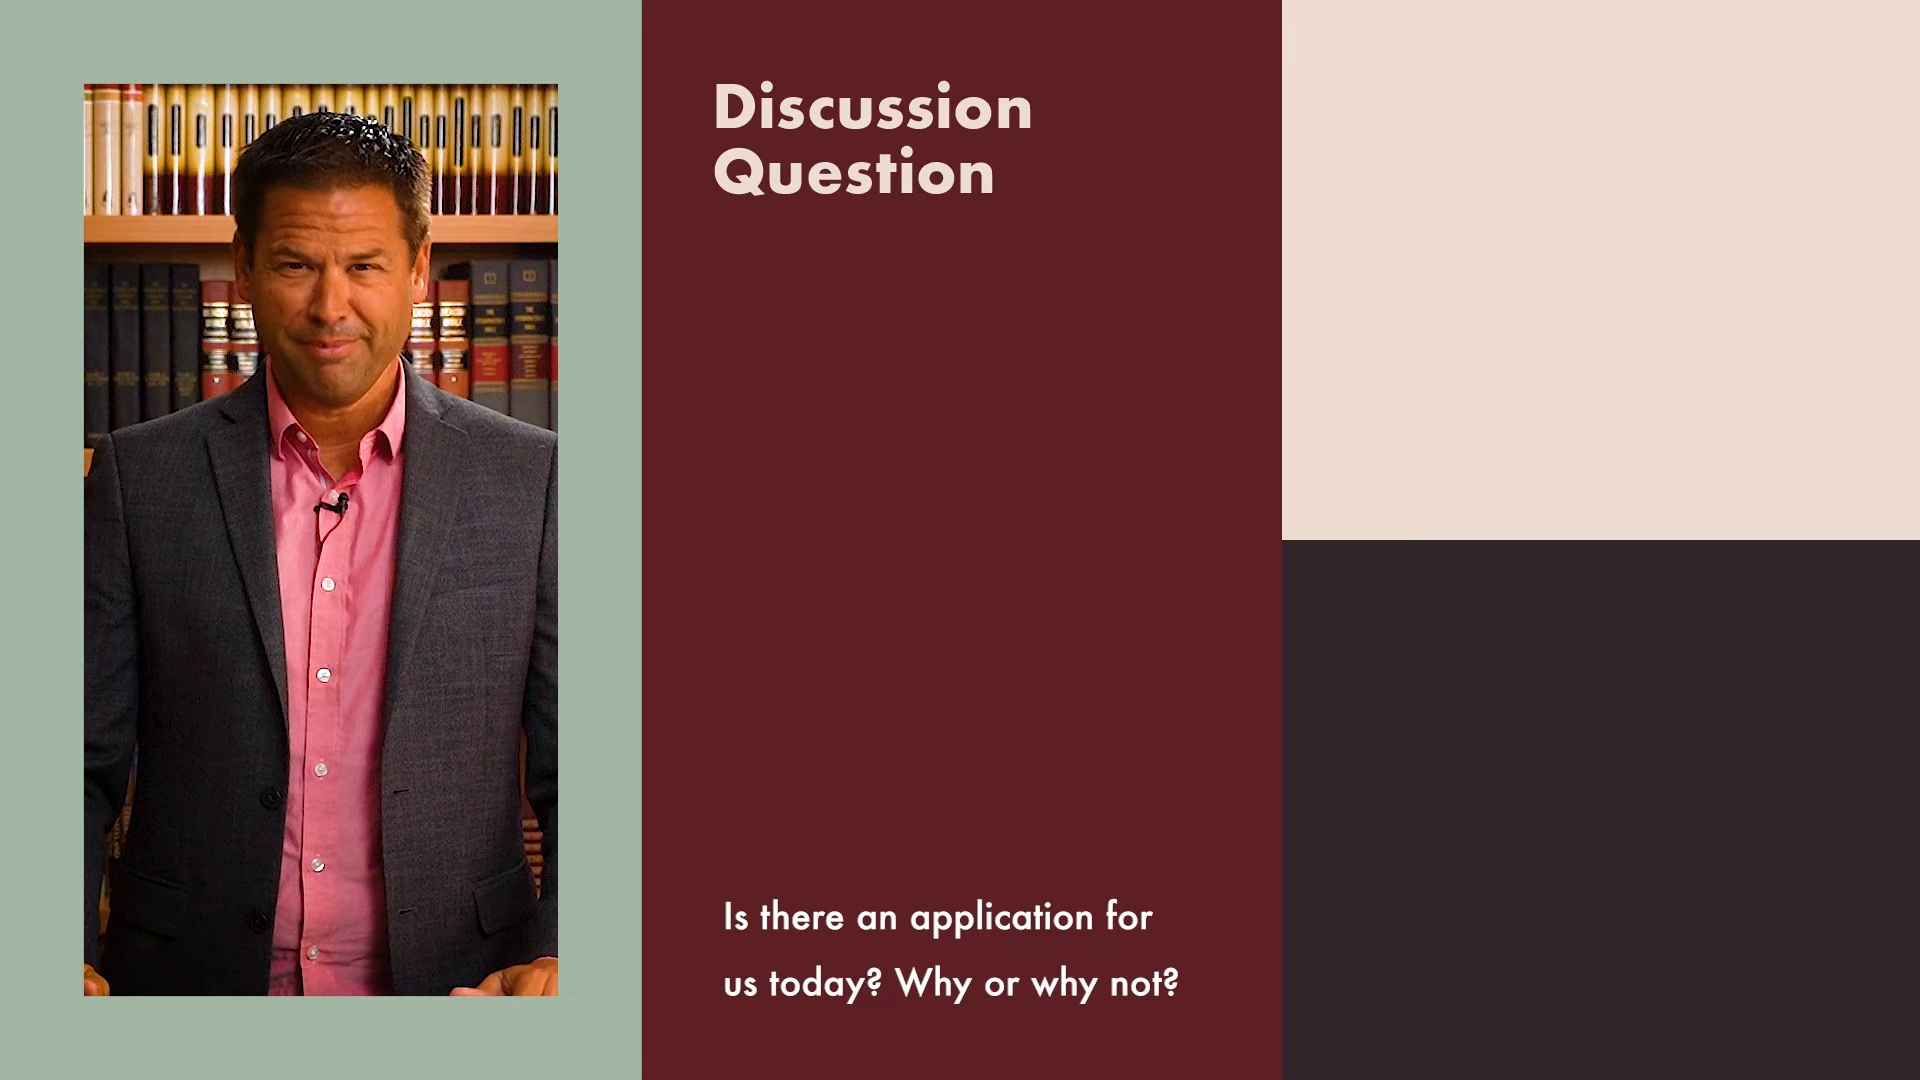 Discussion
Question
Is there an application for
us today? Why or why not?